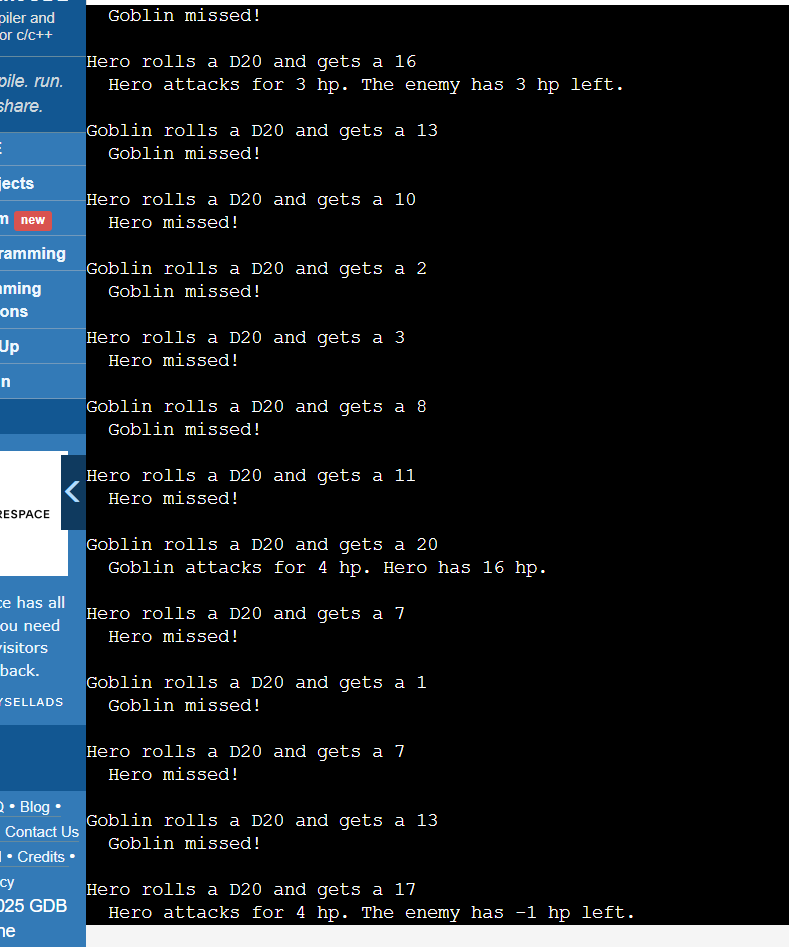 piler and
or c/c++
pile. run.
share.
jects
m new
ramming
ming
ons
Up
n
RESPACE
ce has all
ou need
visitors
back.
YSELLADS
Q • Blog •
Contact Us
• Credits •
cy
025 GDB
ne
Goblin missed!
Hero rolls a D20 and gets a 16
Hero attacks for 3 hp. The enemy has 3 hp left.
Goblin rolls a D20 and gets a 13
Goblin missed!
Hero rolls a D20 and gets a 10
Hero missed!
Goblin rolls a D20 and gets a 2
Goblin missed!
Hero rolls a D20 and gets a 3
Hero missed!
Goblin rolls a D20 and gets a 8
Goblin missed!
Hero rolls a D20 and gets a 11
Hero missed!
Goblin rolls a D20 and gets a 20
Goblin attacks for 4 hp. Hero has 16 hp.
Hero rolls a D20 and gets a 7
Hero missed!
Goblin rolls a D20 and gets a 1
Goblin missed!
Hero rolls a D20 and gets a 7
Hero missed!
Goblin rolls a D20 and gets a 13
Goblin missed!
Hero rolls a D20 and gets a 17
Hero attacks for 4 hp. The enemy has -1 hp left.